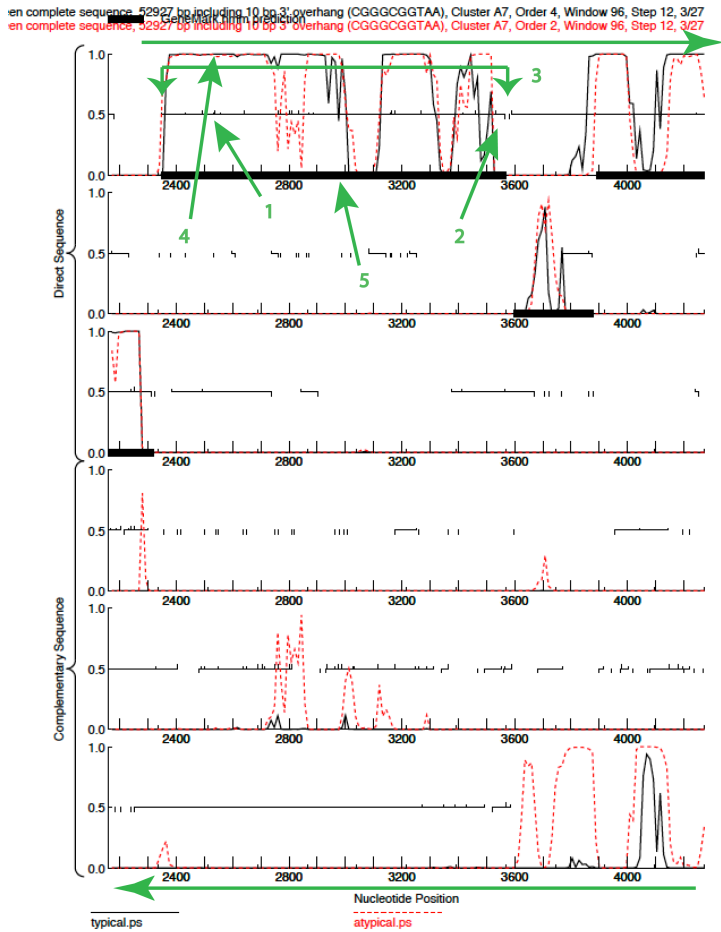 en complete sequence, 52927 bp including 10 bp 3' overhang (CGGGCGGTAA), Cluster A7, Order 4, Window 96, Step 12, 3/27
en complete sequence, 52927 bp including 10 bp 3' overhang (CGGGCGGTAA), Cluster A7, Order 2, Window 96, Step 12, 3/27
GeneMark.hmm prediction
1.0
3
0.5
0.0
2400 2800 3200 3600 4000
1.0
1
4
2
5
Direct Sequence
0.5
0.0
2400 2800 3200 3600 4000
1.0
0.5
0.0
2400 2800 3200 3600 4000
1.0
0.5
0.0
2400 2800 3200 3600 4000
1.0
Complementary Sequence
0.5
0.0
2400 2800 3200 3600 4000
1.0
0.5
0.0
2400 2800 3200 3600 4000
Nucleotide Position
typical.ps atypical.ps